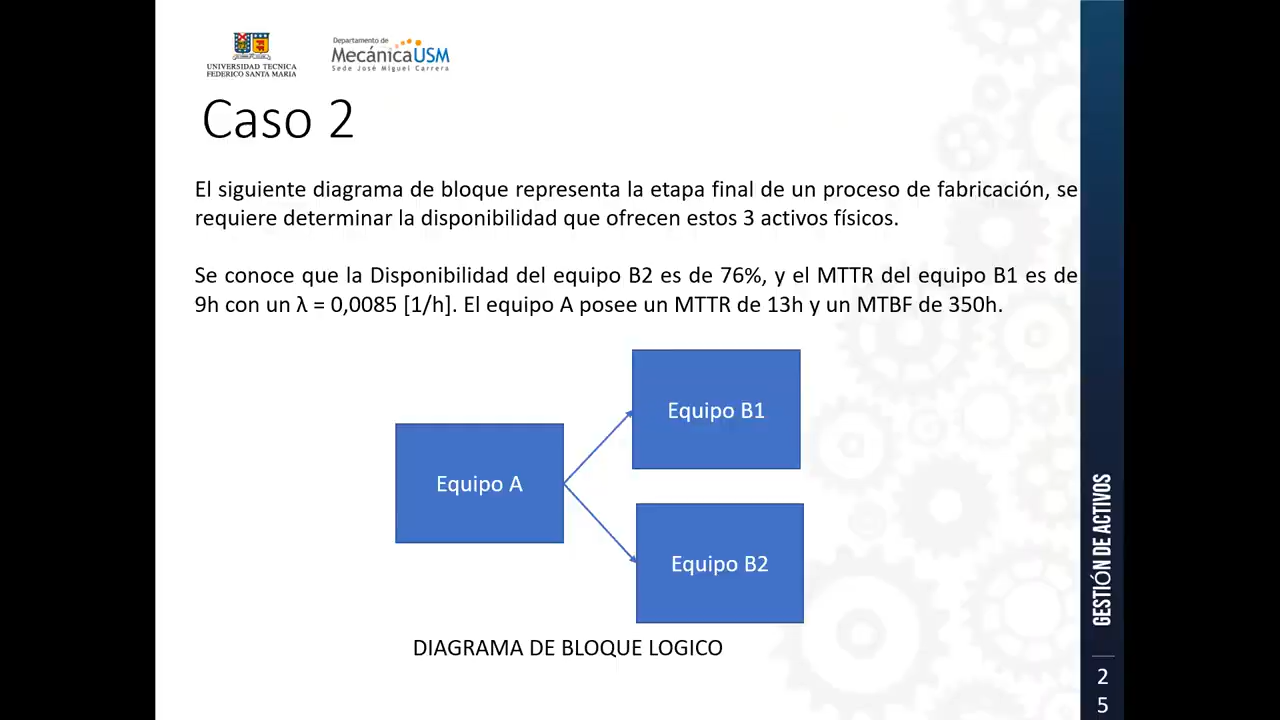 UNIVERSIDAD TECNICA
FEDERICO SANTA MARIA
Departamento de
MecánicaUSM
Sede José Miguel Carrera
Caso 2
El siguiente diagrama de bloque representa la etapa final de un proceso de fabricación, se
requiere determinar la disponibilidad que ofrecen estos 3 activos físicos.
Se conoce que la Disponibilidad del equipo B2 es de 76%, y el MTTR del equipo B1 es de
9h con un λ = 0,0085 [1/h]. El equipo A posee un MTTR de 13h y un MTBF de 350h.
Equipo B1
Equipo A
Equipo B2
DIAGRAMA DE BLOQUE LOGICO
GESTIÓN DE ACTIVOS
2
5